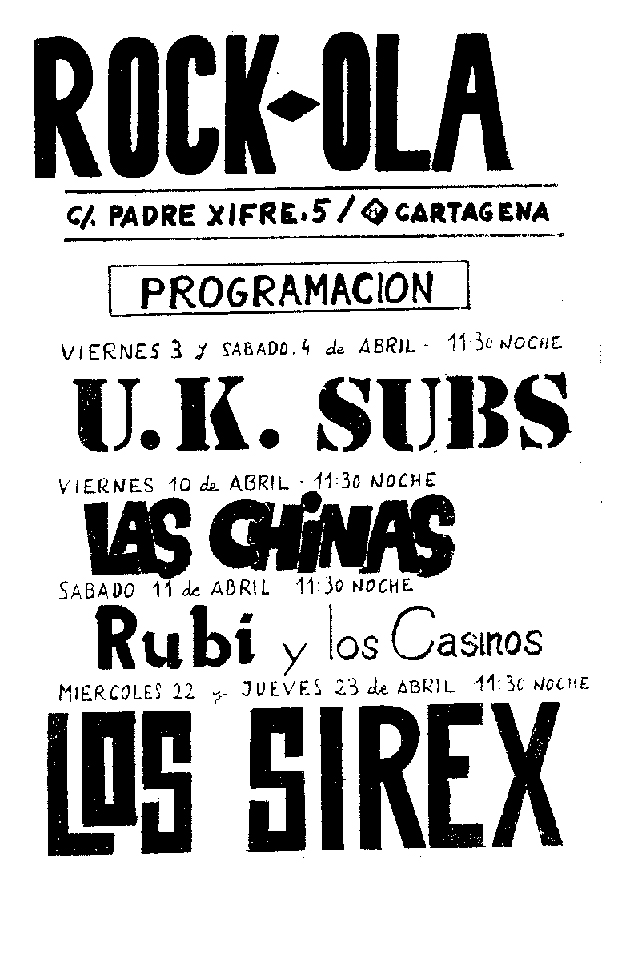 ROCK-OLA
C/. PADRE XIFRE.5 / CARTAGENA
PROGRAMACION
VIERNES 3 y SABADO.4 de ABRIL - 11:30 NOCHE
U.K. SUBS
VIERNES 10 de ABRIL - 11:30 NOCHE
LAS CHiNAS
SABADO 11 de ABRIL 11:30 NOCHE
Rubí y los Casinos
MIERCOLES 22 y JUEVES 23 de ABRIL 11:30 NOCHE
LOS SIREX